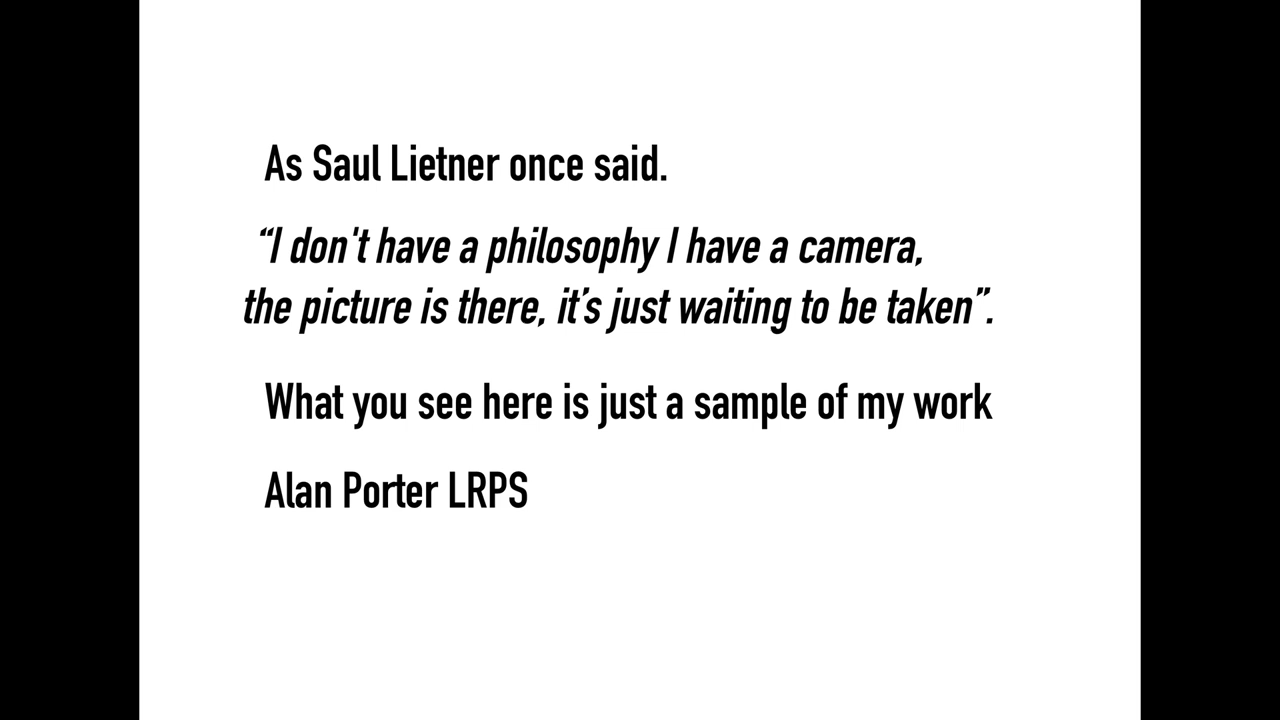 As Saul Lietner once said.
“I don't have a philosophy I have a camera,
the picture is there, it’s just waiting to be taken”.
What you see here is just a sample of my work
Alan Porter LRPS